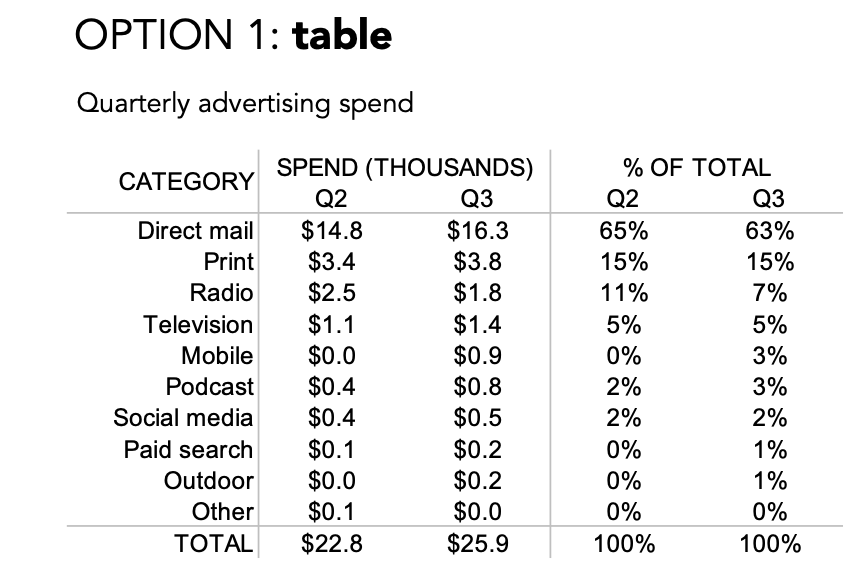 OPTION 1: table
Quarterly advertising spend
CATEGORY SPEND (THOUSANDS) % OF TOTAL
Q2 Q3 Q2 Q3
Direct mail $14.8 $16.3 65% 63%
Print $3.4 $3.8 15% 15%
Radio $2.5 $1.8 11% 7%
Television $1.1 $1.4 5% 5%
Mobile $0.0 $0.9 0% 3%
Podcast $0.4 $0.8 2% 3%
Social media $0.4 $0.5 2% 2%
Paid search $0.1 $0.2 0% 1%
Outdoor $0.0 $0.2 0% 1%
Other $0.1 $0.0 0% 0%
TOTAL $22.8 $25.9 100% 100%